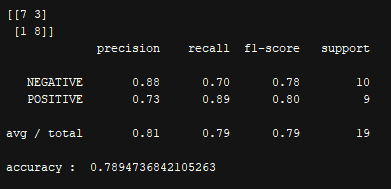 [[7 3]
 [1 8]]
             precision    recall  f1-score   support

   NEGATIVE       0.88      0.70      0.78        10
   POSITIVE       0.73      0.89      0.80         9

avg / total       0.81      0.79      0.79        19

accuracy :  0.7894736842105263